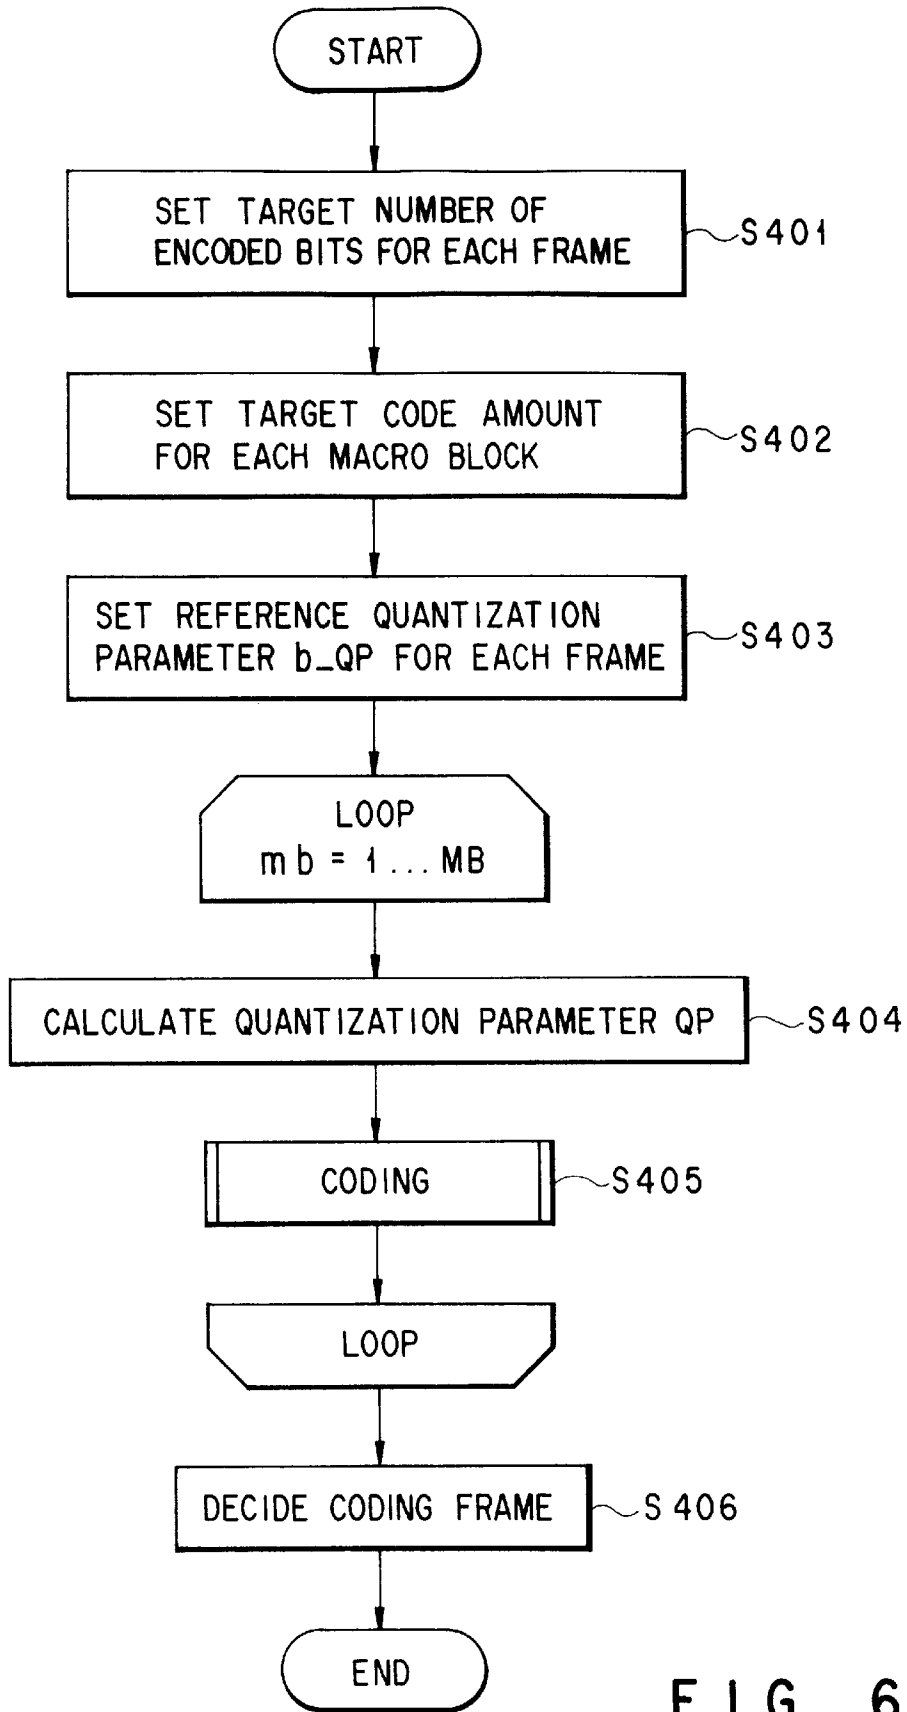 START
SET TARGET NUMBER OF
ENCODED BITS FOR EACH FRAME
S401
SET TARGET CODE AMOUNT
FOR EACH MACRO BLOCK
S402
SET REFERENCE QUANTIZATION
PARAMETER b_QP FOR EACH FRAME
S403
LOOP
mb = 1 ... MB
CALCULATE QUANTIZATION PARAMETER QP
S404
CODING
S405
LOOP
DECIDE CODING FRAME
S406
END
FIG. 6